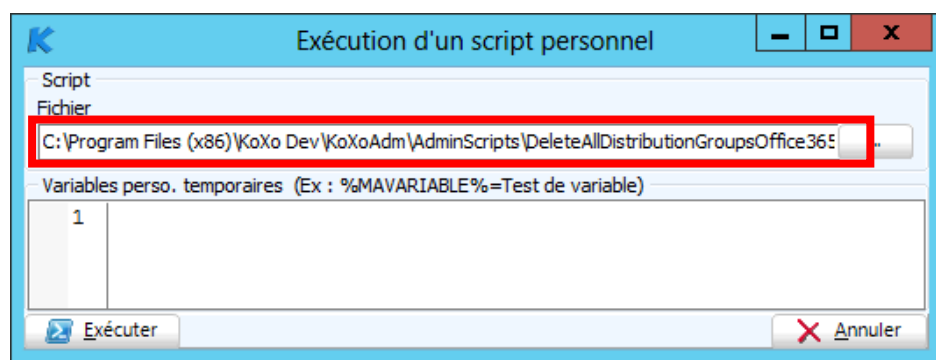 Exécution d'un script personnel
Script
Fichier
C:\Program Files (x86)\KoXo Dev\KoXoAdm\AdminScripts\DeleteAllDistributionGroupsOffice365
Variables perso. temporaires (Ex : %MAVARIABLE%=Test de variable)
1
Exécuter
Annuler